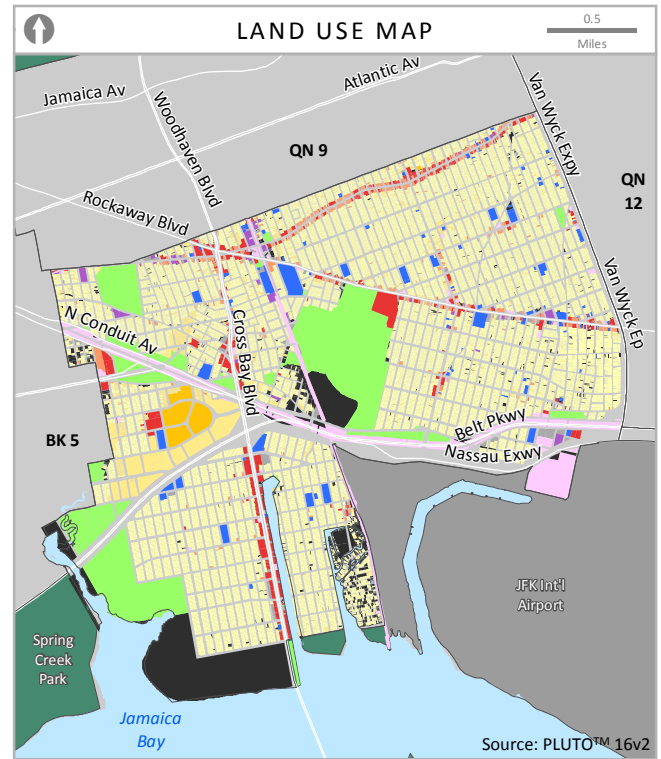 LAND USE MAP
0.5
Miles
Jamaica Av
Atlantic Av
Woodhaven Blvd
Van Wyck Expy
QN 9
QN
12
Rockaway Blvd
Van Wyck Ep
N Conduit Av
Cross Bay Blvd
BK 5
Belt Pkwy
Nassau Exwy
JFK Int'l
Airport
Spring
Creek
Park
Jamaica
Bay
Source: PLUTO™ 16v2